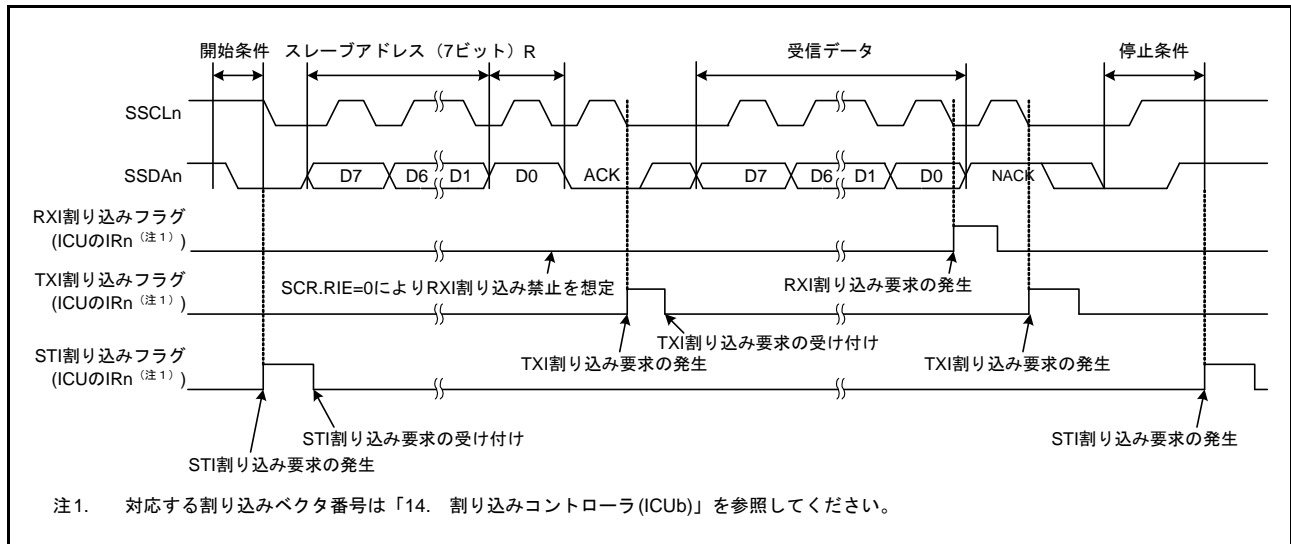 開始条件 スレーブアドレス（7ビット）R 受信データ 停止条件
SSCLn
SSDAn D7 D6 D1 D0 ACK D7 D6 D1 D0 NACK
RXI割り込みフラグ
(ICUのIRn（注1）)
SCR.RIE=0によりRXI割り込み禁止を想定
RXI割り込み要求の発生
TXI割り込みフラグ
(ICUのIRn（注1）)
TXI割り込み要求の受け付け
TXI割り込み要求の発生
TXI割り込み要求の発生
STI割り込みフラグ
(ICUのIRn（注1）)
STI割り込み要求の受け付け
STI割り込み要求の発生
STI割り込み要求の発生
注1. 対応する割り込みベクタ番号は「14. 割り込みコントローラ(ICUb)」を参照してください。